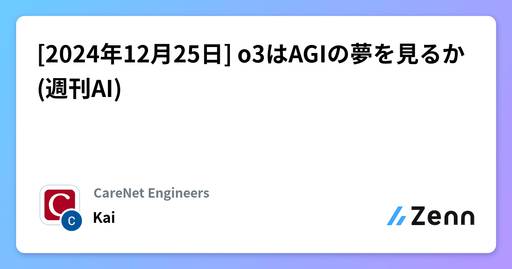 [2024年12月25日] o3はAGIの夢を見るか
(週刊AI)
CareNet Engineers
C
C
Kai
Zenn